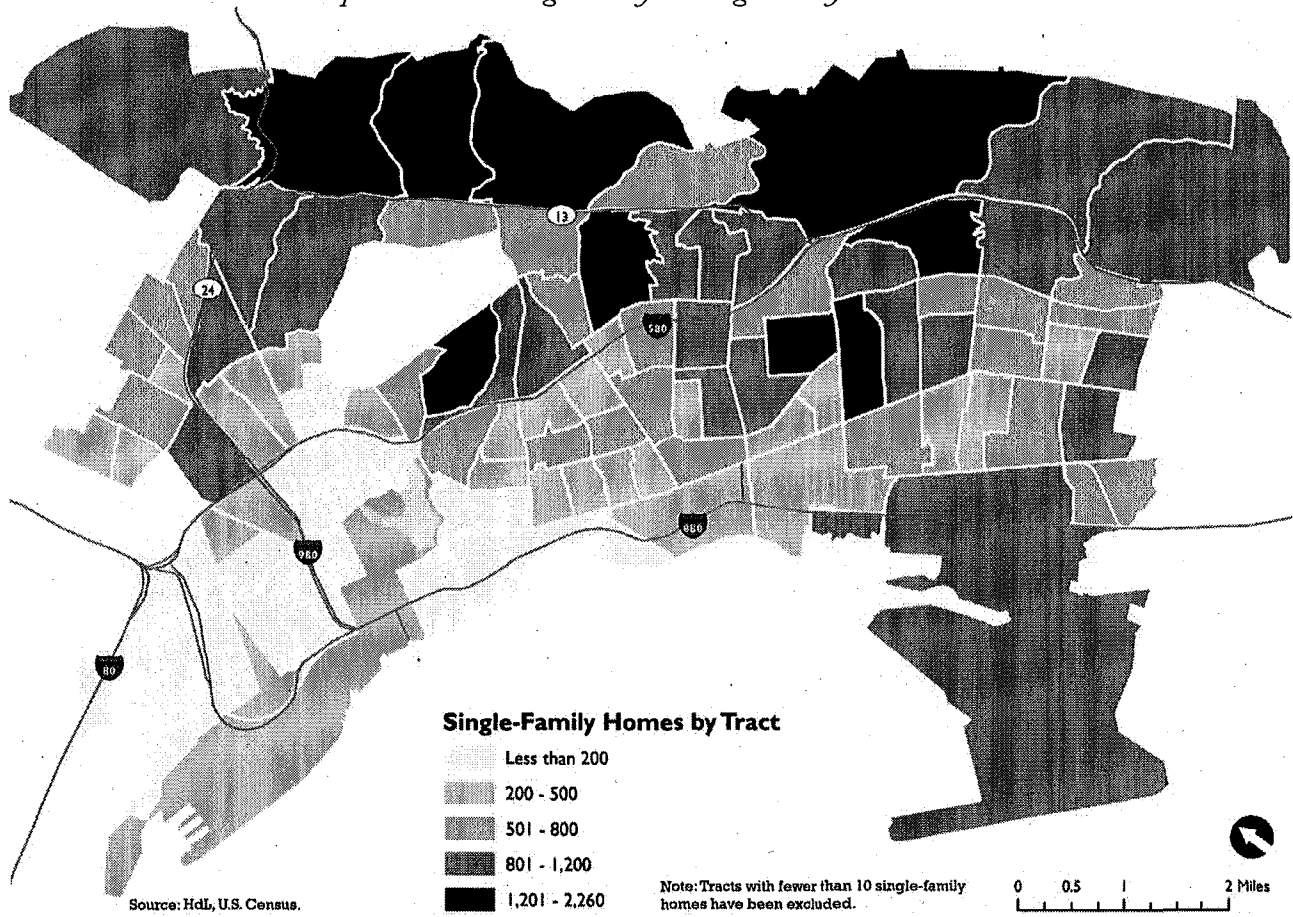 13
24
580
880
980
80
Single-Family Homes by Tract
Less than 200
200 - 500
501 - 800
801 - 1,200
1,201 - 2,260
Source: HdL, U.S. Census.
Note: Tracts with fewer than 10 single-family
homes have been excluded.
0 0.5 1 2 Miles